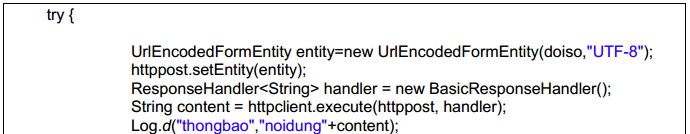 try {
UrlEncodedFormEntity entity=new UrlEncodedFormEntity(doiso,"UTF-8");
httppost.setEntity(entity);
ResponseHandler<String> handler = new BasicResponseHandler();
String content = httpclient.execute(httppost, handler);
Log.d("thongbao","noidung"+content);